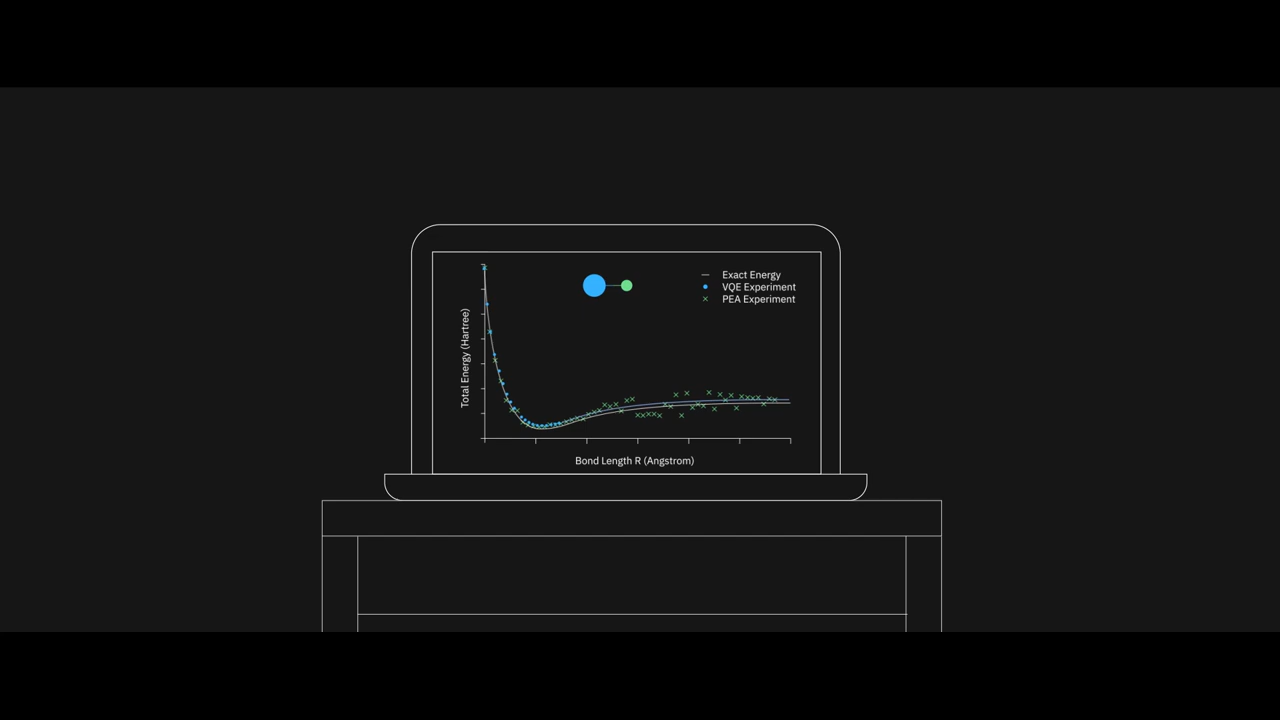 Exact Energy
VQE Experiment
PEA Experiment
Total Energy (Hartree)
Bond Length R (Angstrom)